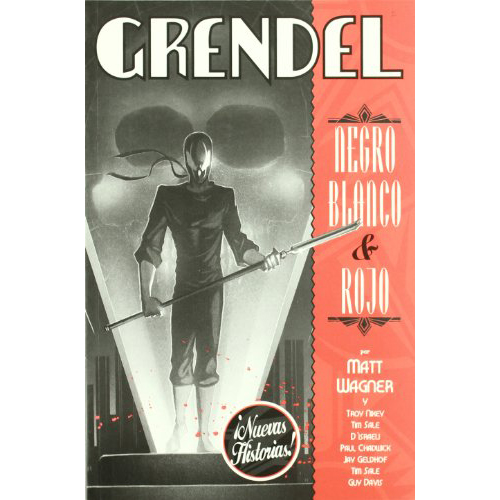 GRENDEL
NEGRO
BLANCO
&
ROJO
por
MATT
WAGNER
Y
TROY NIXEY
TIM SALE
D'ISRAELI
PAUL CHADWICK
JAY GELDHOF
TIM SALE
GUY DAVIS
¡Nuevas
Historias!